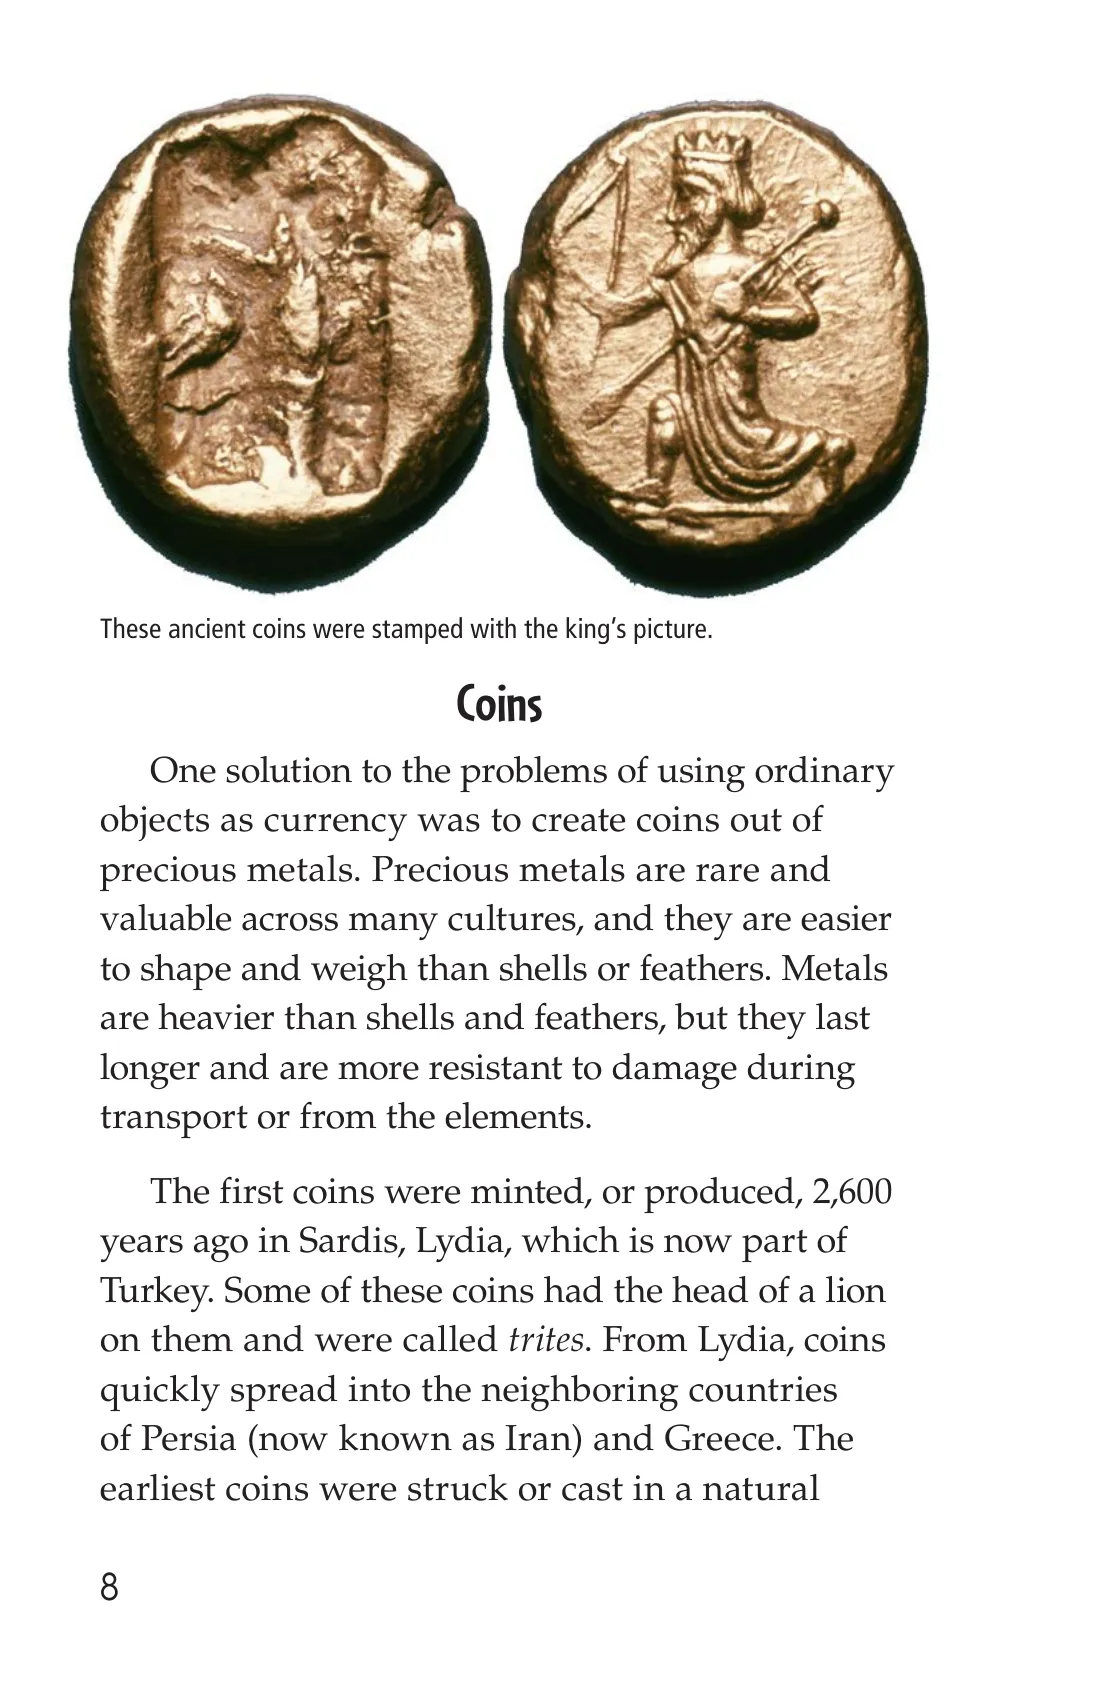 These ancient coins were stamped with the king’s picture.
Coins
One solution to the problems of using ordinary
objects as currency was to create coins out of
precious metals. Precious metals are rare and
valuable across many cultures, and they are easier
to shape and weigh than shells or feathers. Metals
are heavier than shells and feathers, but they last
longer and are more resistant to damage during
transport or from the elements.
The first coins were minted, or produced, 2,600
years ago in Sardis, Lydia, which is now part of
Turkey. Some of these coins had the head of a lion
on them and were called trites. From Lydia, coins
quickly spread into the neighboring countries
of Persia (now known as Iran) and Greece. The
earliest coins were struck or cast in a natural
8